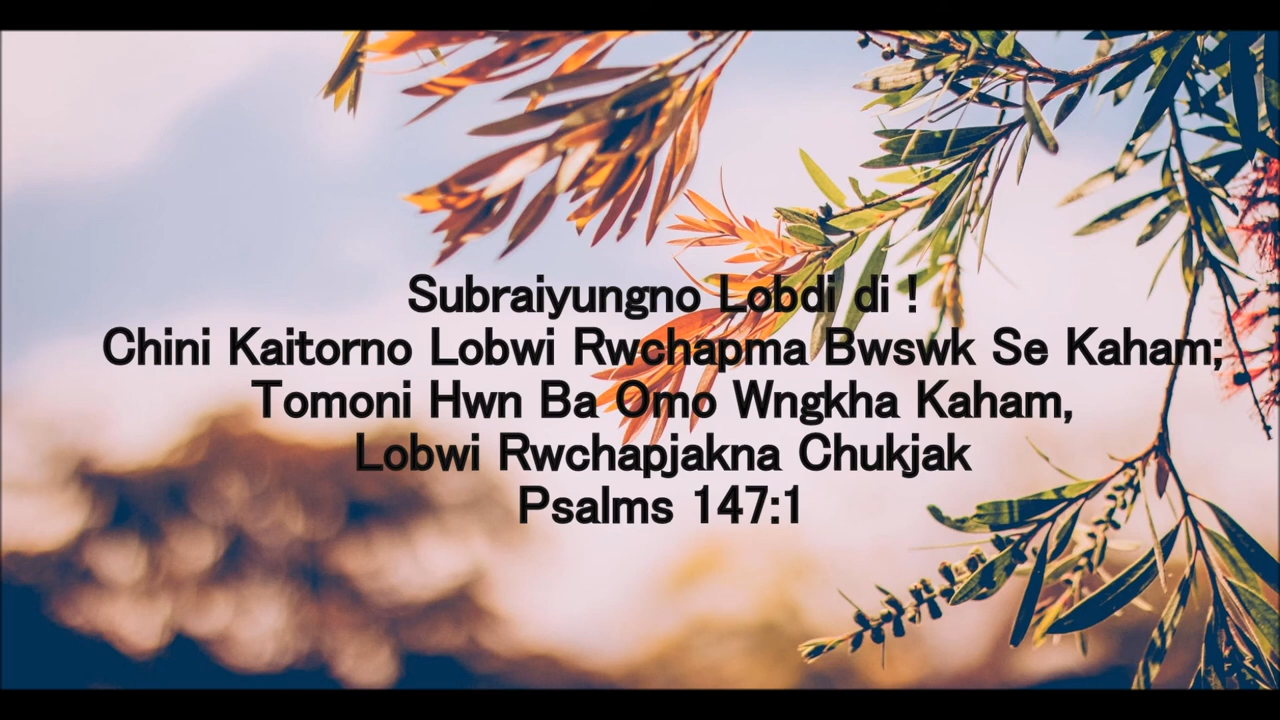 Subraiyungno Lobdi di !
Chini Kaitorno Lobwi Rwchapma Bwswk Se Kaham;
Tomoni Hwn Ba Omo Wngkha Kaham,
Lobwi Rwchapjakna Chukjak
Psalms 147:1